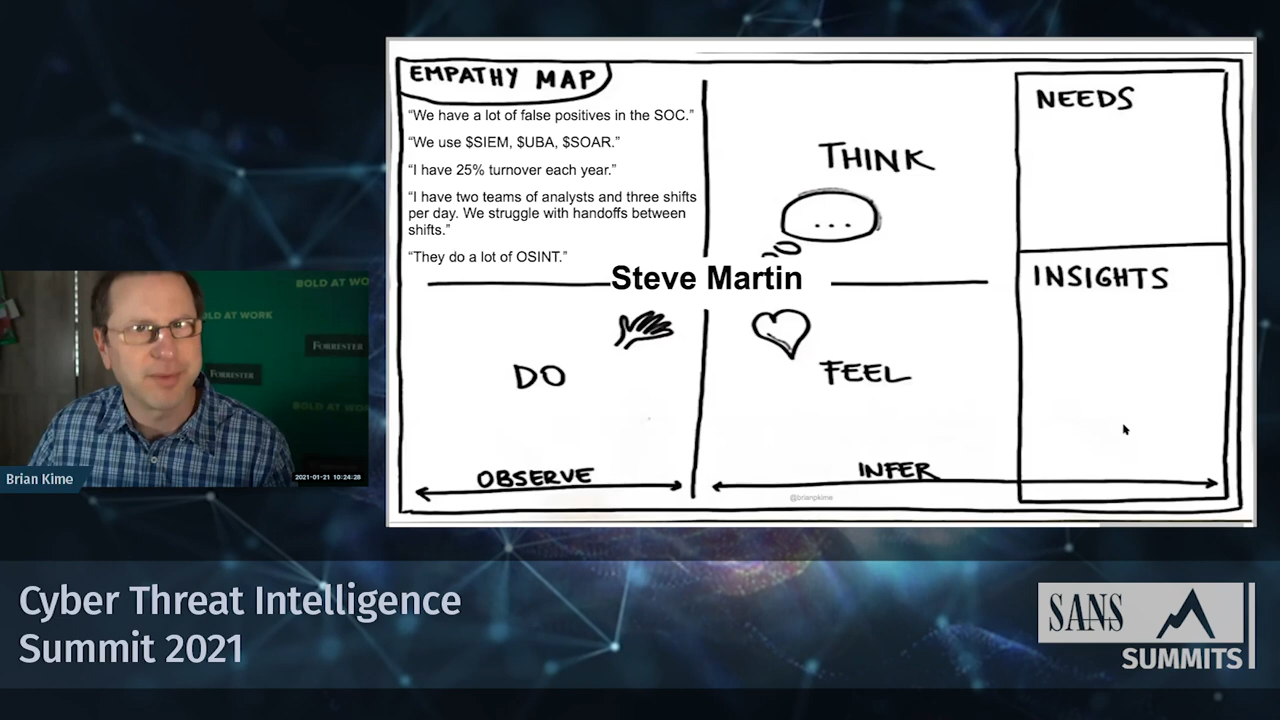 EMPATHY MAP
“We have a lot of false positives in the SOC.”
“We use $SIEM, $UBA, $SOAR.”
“I have 25% turnover each year.”
“I have two teams of analysts and three shifts
per day. We struggle with handoffs between
shifts.”
“They do a lot of OSINT.”
THINK
...
NEEDS
Steve Martin
INSIGHTS
DO
FEEL
OBSERVE
INFER
@brianpkime
BOLD AT WO
OLD AT WORK
FORRESTER
FORRESTER
BOLD AT WO
Brian Kime
2021-01-21 10:24:28
Cyber Threat Intelligence
Summit 2021
SANS
SUMMITS